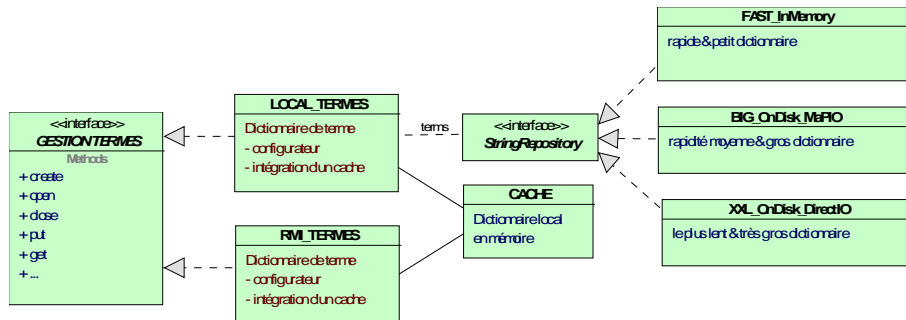 <<interface>>
GESTION TERMES
Methods
+ create
+ open
+ close
+ put
+ get
+ ...
LOCAL_TERMES
Dictionnaire de terme
- configurateur
- intégration d'un cache
RMI_TERMES
Dictionnaire de terme
- configurateur
- intégration d'un cache
terms
<<interface>>
StringRepository
CACHE
Dictionnaire local
en mémoire
FAST_InMemory
rapide & petit dictionnaire
BIG_OnDisk_MaPIO
rapidité moyenne & gros dictionnaire
XXL_OnDisk_DirectIO
le plus lent & très gros dictionnaire